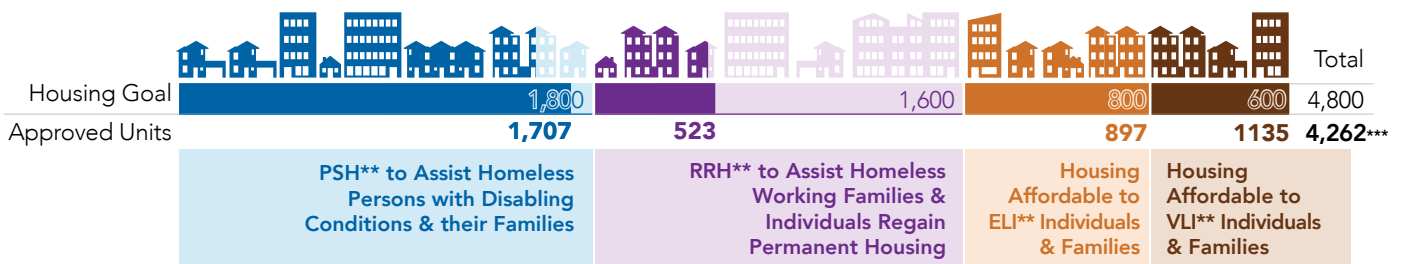 Total
Housing Goal 1,800 1,600 800 600 4,800
Approved Units 1,707 523 897 1135 4,262***
PSH** to Assist Homeless
Persons with Disabling
Conditions & their Families
RRH** to Assist Homeless
Working Families &
Individuals Regain
Permanent Housing
Housing
Affordable to
ELI** Individuals
& Families
Housing
Affordable to
VLI** Individuals
& Families